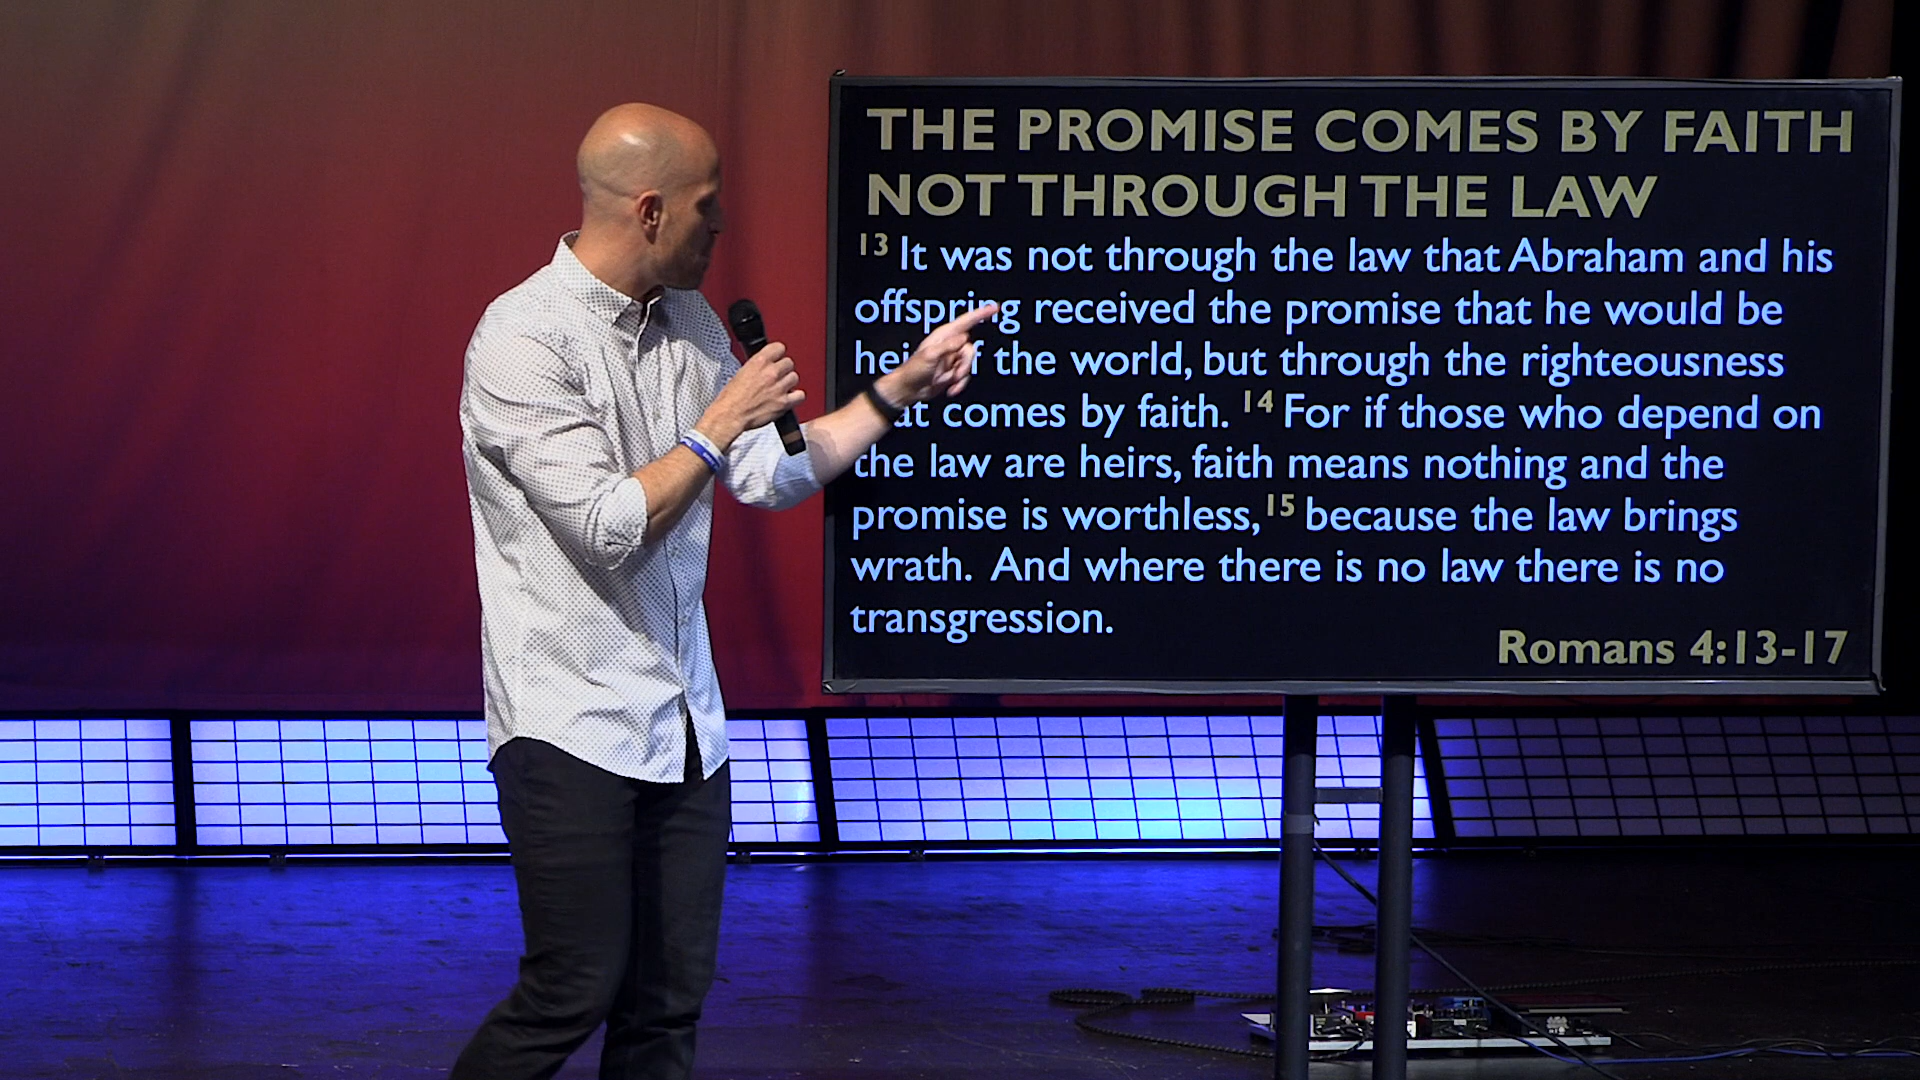 THE PROMISE COMES BY FAITH
NOT THROUGH THE LAW
13 It was not through the law that Abraham and his
offspring received the promise that he would be
the world, but through the righteousness
comes by faith. 14 For if those who depend on
the law are heirs, faith means nothing and the
promise is worthless, 15 because the law brings
wrath. And where there is no law there is no
transgression.
Romans 4:13-17